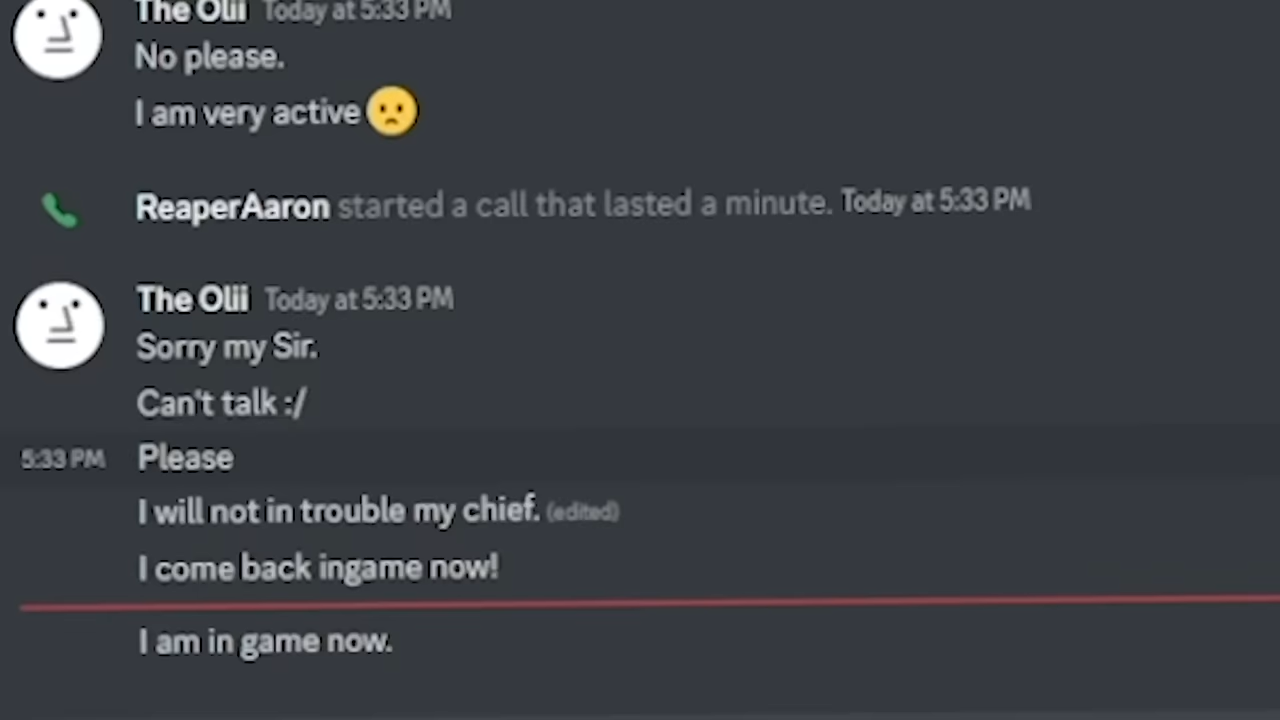 The Olii Today at 5:33 PM
No please.
I am very active
ReaperAaron started a call that lasted a minute. Today at 5:33 PM
The Olii Today at 5:33 PM
Sorry my Sir.
Can't talk :/
5:33 PM Please
I will not in trouble my chief. (edited)
I come back ingame now!
I am in game now.